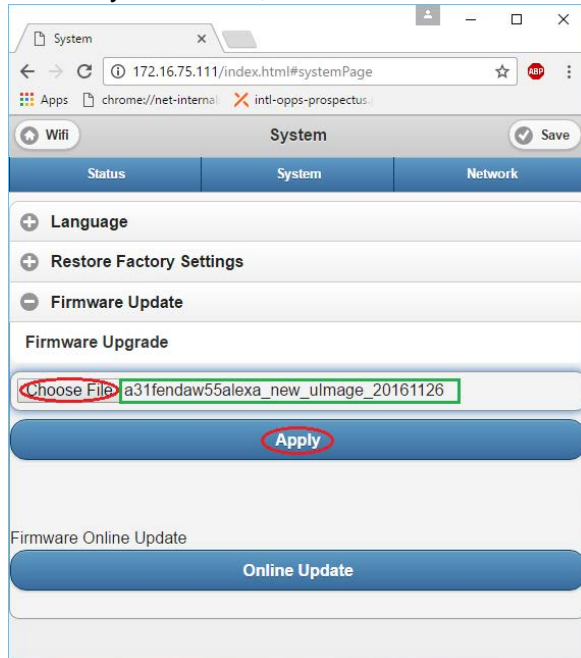 System
172.16.75.111/index.html#systemPage
ABP
Apps chrome://net-internal intl-opps-prospectus.
Wifi System Save
Status System Network
Language
Restore Factory Settings
Firmware Update
Firmware Upgrade
Choose File a31fendaw55alexa_new_uImage_20161126
Apply
Firmware Online Update
Online Update